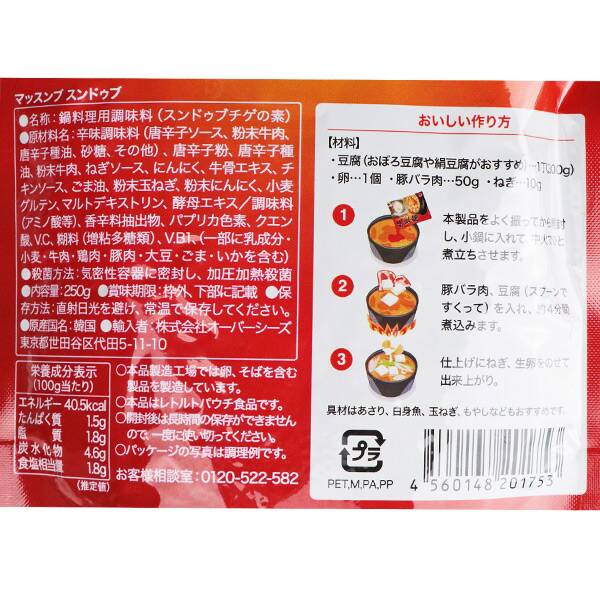 マッスンブ スンドゥブ
●名称:鍋料理用調味料(スンドゥブチゲの素)
●原材料名:辛味調味料(唐辛子ソース、粉末牛肉、
唐辛子種油、砂糖、その他)、唐辛子粉、唐辛子種
油、粉末牛肉、ねぎソース、にんにく、牛骨エキス、チ
キンソース、ごま油、粉末玉ねぎ、粉末にんにく、小麦
グルテン、マルトデキストリン、酵母エキス/調味料
(アミノ酸等)、香辛料抽出物、パプリカ色素、クエン
酸、V.C、糊料(増粘多糖類)、V.B1(一部に乳成分・
小麦・牛肉・鶏肉・豚肉・大豆・ごま・いかを含む)
●殺菌方法:気密性容器に密封し、加圧加熱殺菌
●内容量:250g ●賞味期限:枠外、下部に記載 ●保
存方法:直射日光を避け、常温で保存してください。
●原産国名:韓国 ●輸入者:株式会社オーバーシーズ
東京都世田谷区代田5-11-10
栄養成分表示
(100g当たり)
エネルギー 40.5kcal
たんぱく質 1.5g
脂質 1.8g
炭水化物 4.6g
食塩相当量 1.8g
(推定値)
○本品製造工場では卵、そばを含む
製品を製造しています。
○本品はレトルトパウチ食品です。
○開封後は長時間の保存ができません
ので、一度に使い切ってください。
○パッケージの写真は調理例です。
お客様相談室:0120-522-582
おいしい作り方
【材料】
・豆腐(おぼろ豆腐や絹豆腐がおすすめ)…1丁(300g)
・卵…1個 ・豚バラ肉…50g ・ねぎ…10g
1
本製品をよく振ってから開封
し、小鍋に入れて、中火でひと
煮立ちさせます。
2
豚バラ肉、豆腐(スプーンで
すくって)を入れ、約4分間
煮込みます。
3
仕上げにねぎ、生卵をのせて
出来上がり。
具材はあさり、白身魚、玉ねぎ、もやしなどもおすすめです。
プラ
PET,M,PA,PP
4 560148 201753